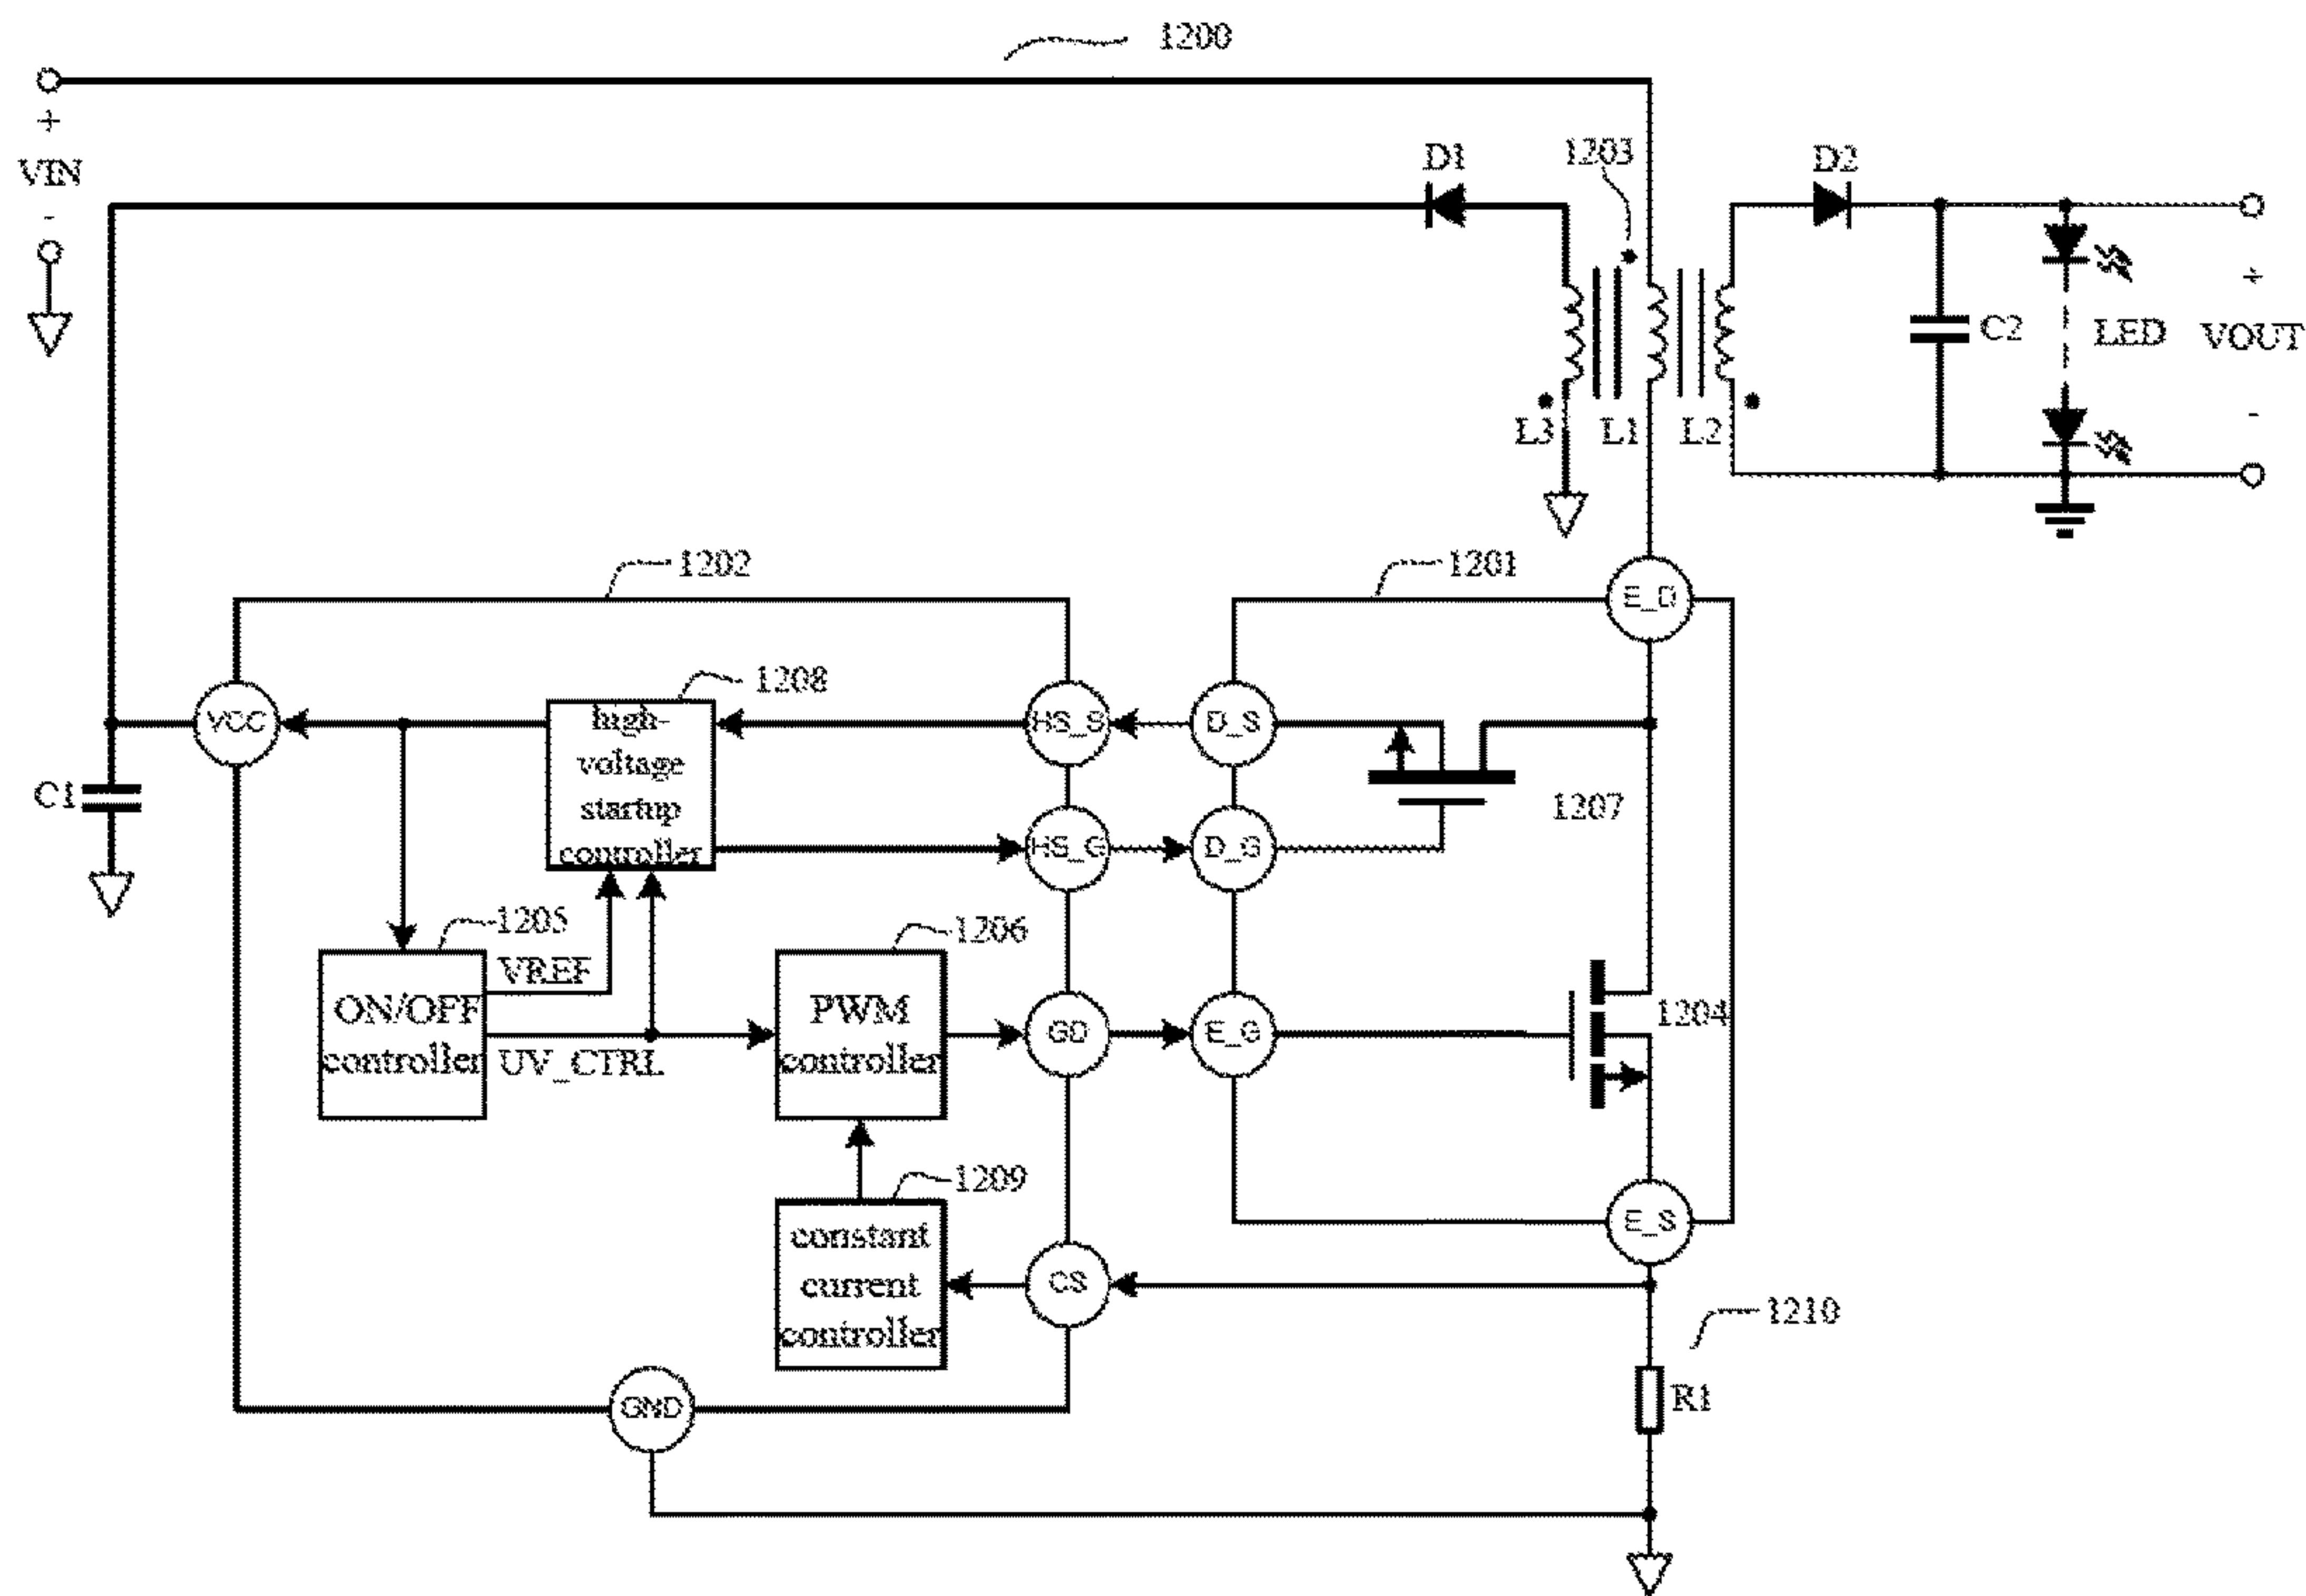 1200
+
VIN
-
D1
1203
D2
+
C2
LED
VOUT
-
L3
L1
L2
1202
1201
E_D
1208
VCC
high-
voltage
startup
controller
HS_S
D_S
C1
1207
HS_G
D_G
1205
1206
VREF
ON/OFF
controller
UV_CTRL
PWM
controller
GD
E_G
1204
1209
constant
current
controller
CS
E_S
1210
GND
R1